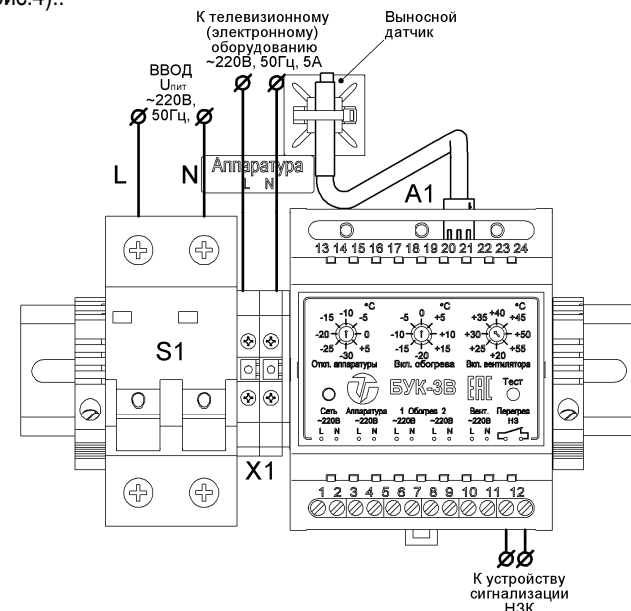 рис.4)..
К телевизионному
(электронному)
оборудованию
~220В, 50Гц, 5А
Выносной
датчик
ВВОД
Uпит
~220В,
50Гц,
L
N
Аппаратура
L N
A1
13 14 15 16 17 18 19 20 21 22 23 24
°C °C °C
-15 -10 -5 -5 0 +5 +35 +40 +45
-20 0 -10 +10 +30 +50
-25 +5 -15 +15 +25 +55
-30 -20 +20
Откл. аппаратуры Вкл. обогрева Вкл. вентилятора
S1
БУК-3В
ЕАС
Тест
Сеть Аппаратура 1 Обогрев 2 Вент. Перегрев
~220В ~220В ~220В ~220В ~220В НЗ
L N L N L N L N L N
X1
1 2 3 4 5 6 7 8 9 10 11 12
К устройству
сигнализации
НЗК